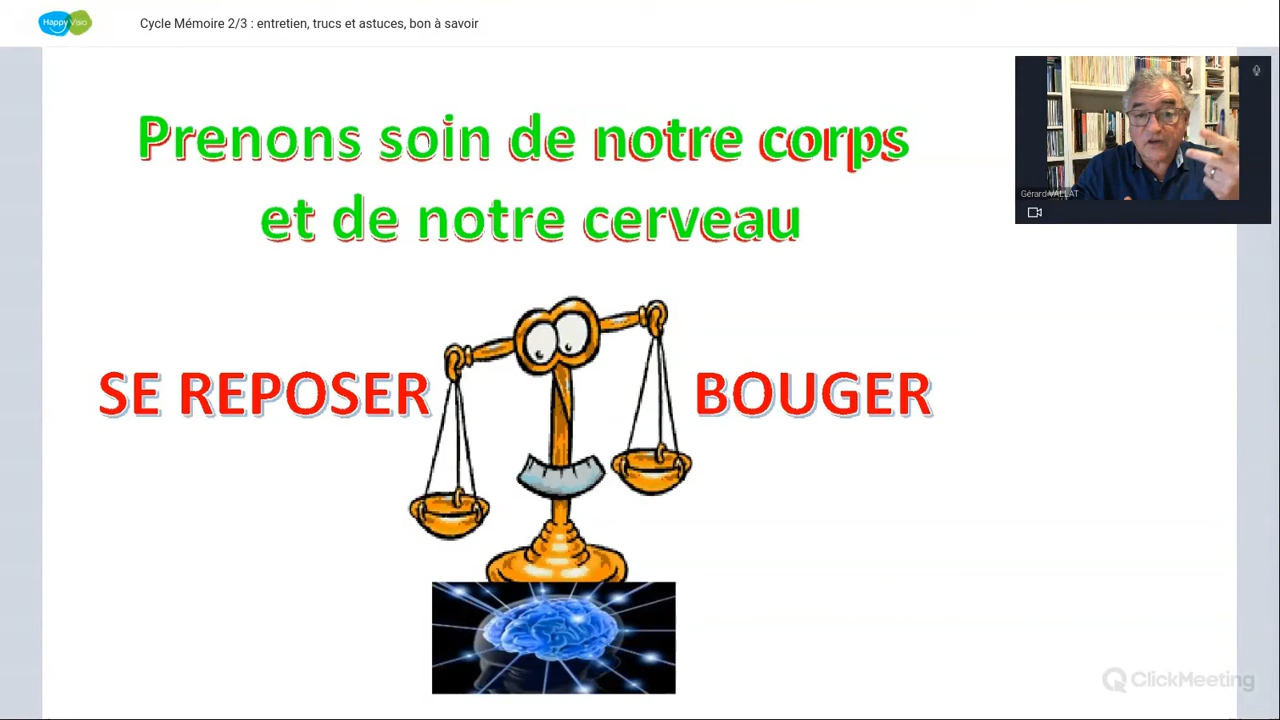 Happy Visio
Cycle Mémoire 2/3 : entretien, trucs et astuces, bon à savoir
Gérard VALLAT
Prenons soin de notre corps
et de notre cerveau
SE REPOSER
BOUGER
ClickMeeting